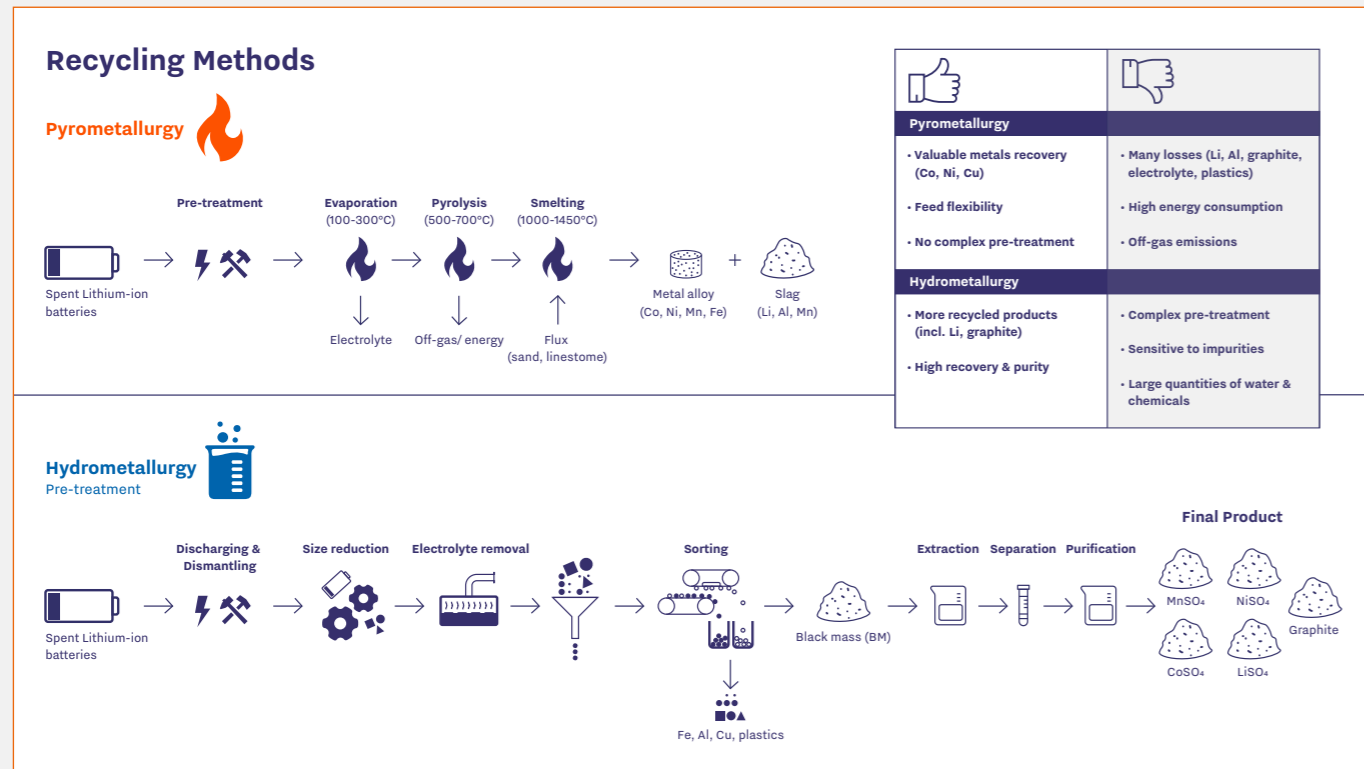 Recycling Methods
Pyrometallurgy
Pre-treatment
Evaporation
(100-300°C)
Pyrolysis
(500-700°C)
Smelting
(1000-1450°C)
Spent Lithium-ion
batteries
+
Metal alloy
(Co, Ni, Mn, Fe)
Slag
(Li, Al, Mn)
Electrolyte
Off-gas/ energy
Flux
(sand, linestome)
Pyrometallurgy
• Valuable metals recovery
(Co, Ni, Cu)
• Feed flexibility
• No complex pre-treatment
• Many losses (Li, Al, graphite,
electrolyte, plastics)
• High energy consumption
• Off-gas emissions
Hydrometallurgy
• More recycled products
(incl. Li, graphite)
• High recovery & purity
• Complex pre-treatment
• Sensitive to impurities
• Large quantities of water &
chemicals
Hydrometallurgy
Pre-treatment
Discharging &
Dismantling
Size reduction
Electrolyte removal
Sorting
Extraction
Separation
Purification
Final Product
Spent Lithium-ion
batteries
Black mass (BM)
MnSO₄
NiSO₄
Graphite
CoSO₄
LiSO₄
Fe, Al, Cu, plastics